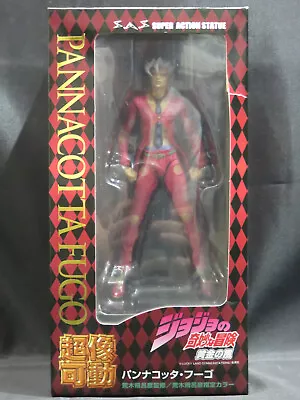 S.A.S SUPER ACTION STATUE
PANNACOTTA FUGO
超像
可動
ジョジョの
奇妙な冒険
黄金の風
パンナコッタ・フーゴ
荒木飛呂彦監修/荒木飛呂彦指定カラー